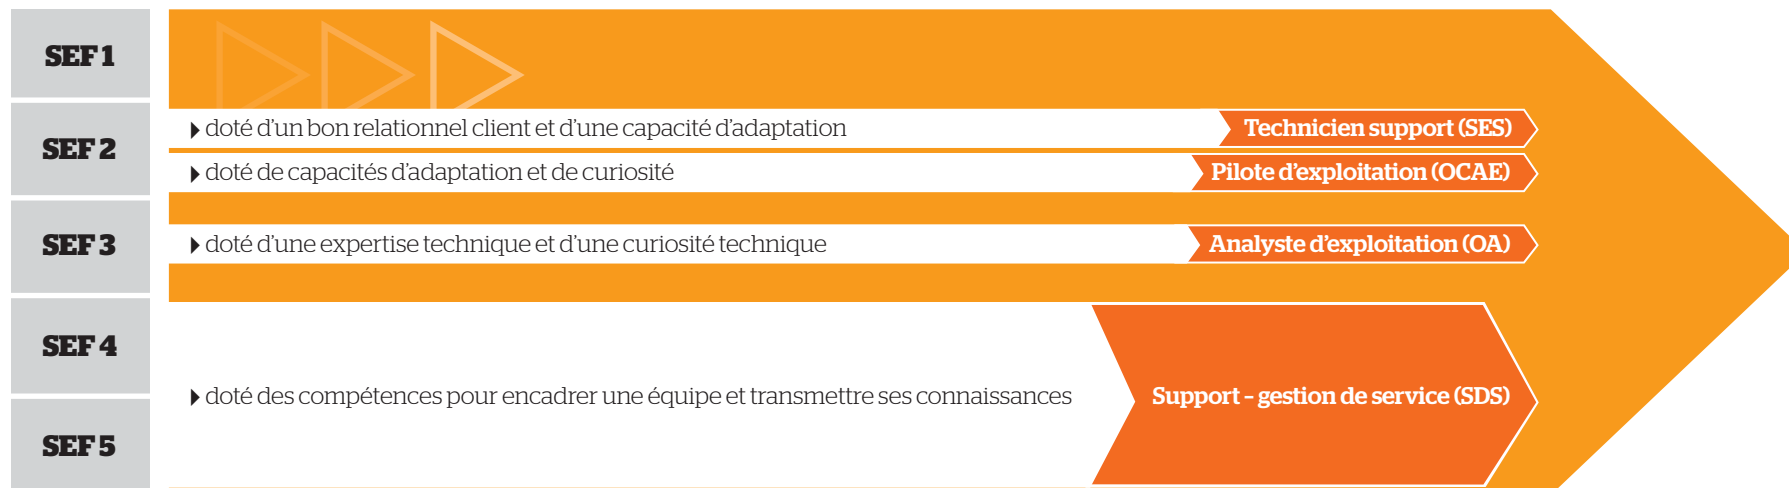 SEF 1
SEF 2
doté d'un bon relationnel client et d'une capacité d'adaptation
Technicien support (SES)
doté de capacités d'adaptation et de curiosité
Pilote d'exploitation (OCAE)
SEF 3
doté d'une expertise technique et d'une curiosité technique
Analyste d'exploitation (OA)
SEF 4
doté des compétences pour encadrer une équipe et transmettre ses connaissances
Support – gestion de service (SDS)
SEF 5